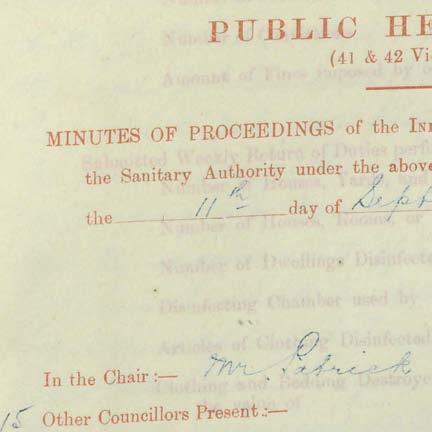 PUBLIC HE
(41 & 42 Vi
MINUTES OF PROCEEDINGS of the In
the Sanitary Authority under the above
the 11th day of Sept
In the Chair :— Mr. Patrick
15 Other Councillors Present :—